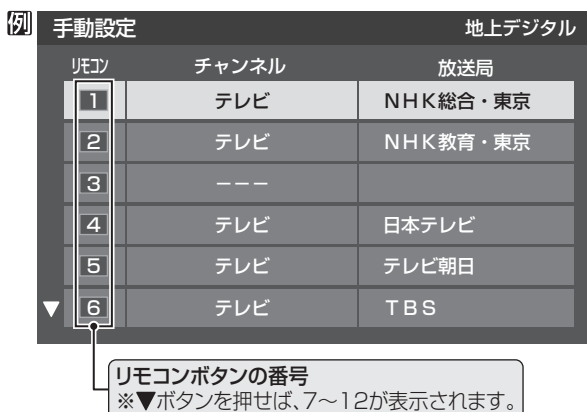 例 手動設定 地上デジタル
リモコン チャンネル 放送局
1 テレビ NHK総合・東京
2 テレビ NHK教育・東京
3 −−−
4 テレビ 日本テレビ
5 テレビ テレビ朝日
▼ 6 テレビ TBS
リモコンボタンの番号
※▼ボタンを押せば、7〜12が表示されます。